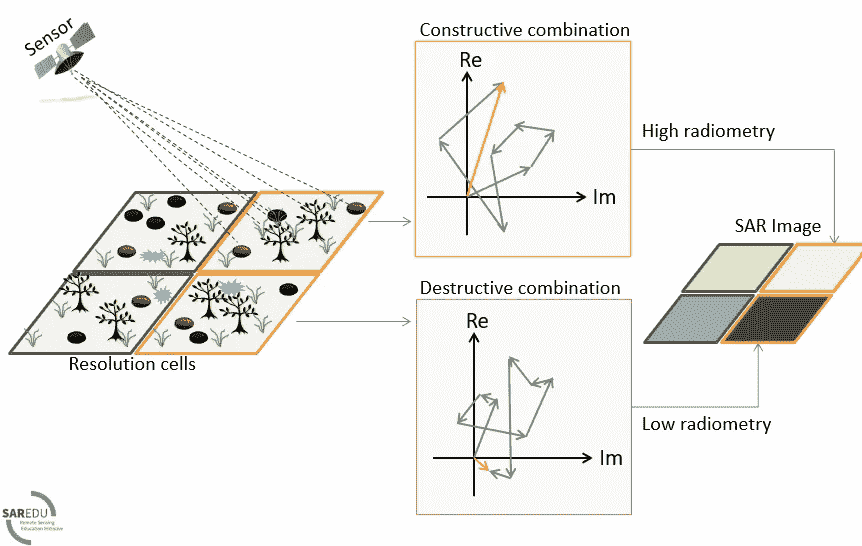 Sensor
Constructive combination
Re
Im
High radiometry
SAR Image
Resolution cells
Destructive combination
Re
Im
Low radiometry
SAREDU
Remote Sensing
Education Initiative